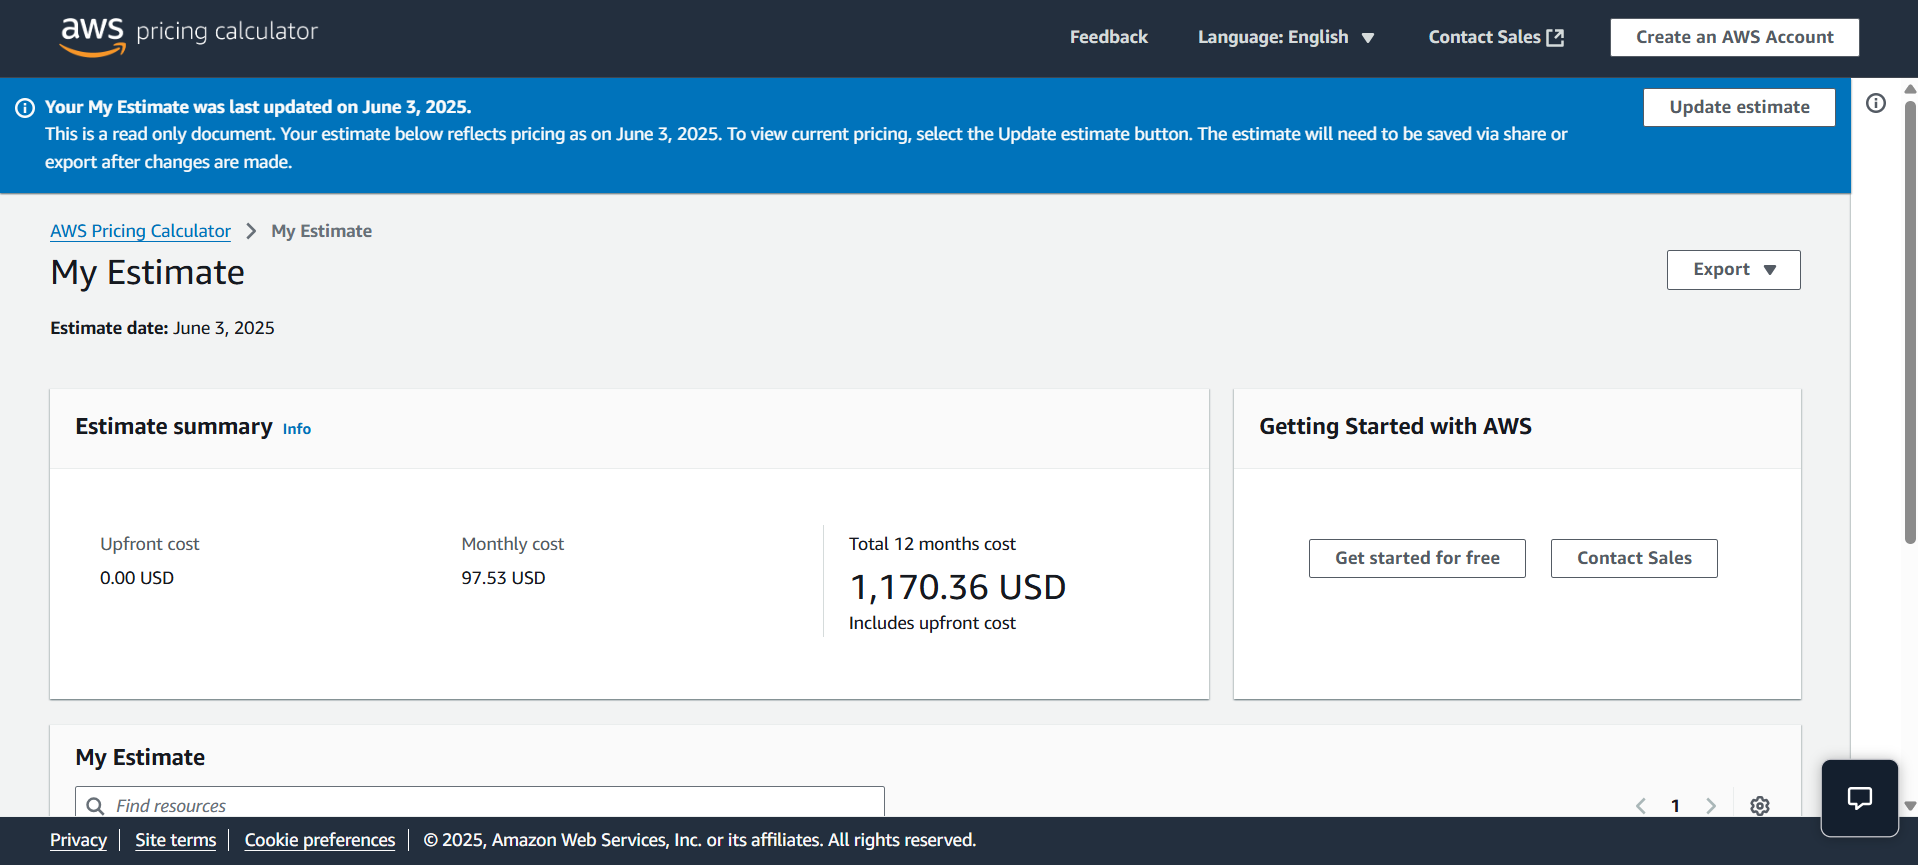 aws pricing calculator
Feedback
Language: English
Contact Sales
Create an AWS Account
Your My Estimate was last updated on June 3, 2025.
This is a read only document. Your estimate below reflects pricing as on June 3, 2025. To view current pricing, select the Update estimate button. The estimate will need to be saved via share or
export after changes are made.
Update estimate
AWS Pricing Calculator
My Estimate
My Estimate
Export
Estimate date: June 3, 2025
Estimate summary Info
Upfront cost
0.00 USD
Monthly cost
97.53 USD
Total 12 months cost
1,170.36 USD
Includes upfront cost
Getting Started with AWS
Get started for free
Contact Sales
My Estimate
Find resources
1
Privacy
Site terms
Cookie preferences
© 2025, Amazon Web Services, Inc. or its affiliates. All rights reserved.